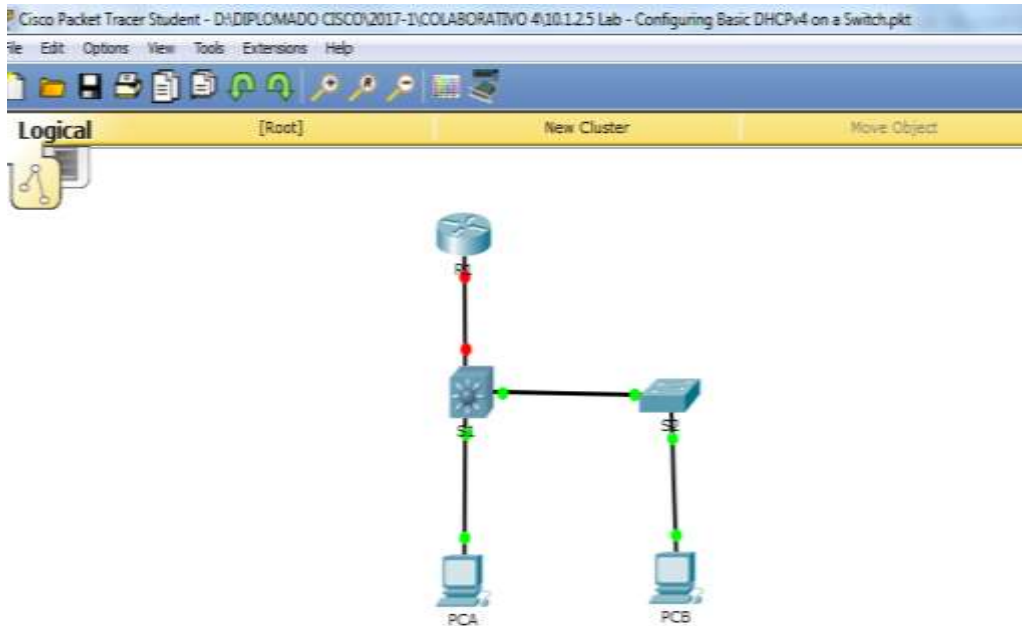 Cisco Packet Tracer Student - D:\DIPLOMADO CISCO\2017-1\COLABORATIVO 4\10.1.2.5 Lab - Configuring Basic DHCPv4 on a Switch.pkt
File Edit Options View Tools Extensions Help
Logical [Root] New Cluster Move Object
R1
S1 S2
PCA PCB